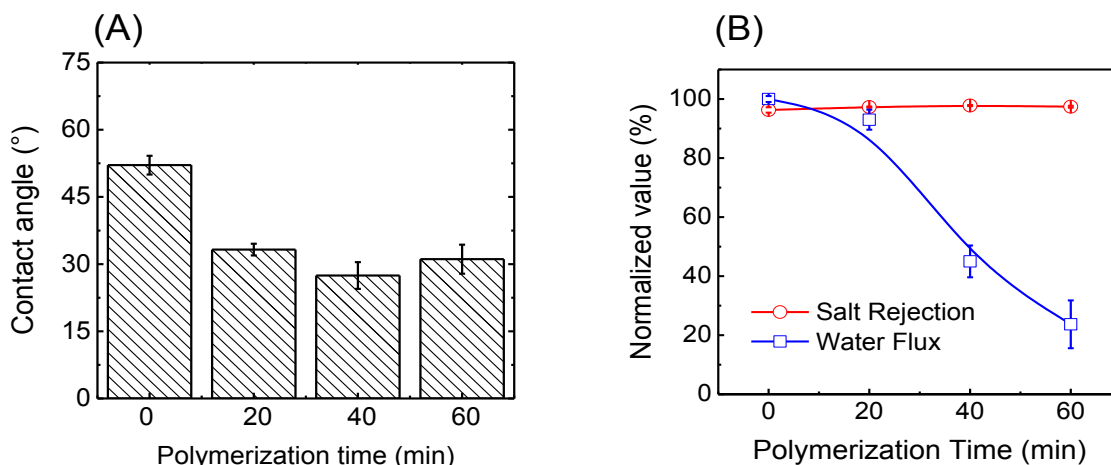 (A)
75
60
45
30
15
0
Contact angle (°)
0 20 40 60
Polymerization time (min)
(B)
100
80
60
40
20
0
Normalized value (%)
Salt Rejection
Water Flux
0 20 40 60
Polymerization Time (min)